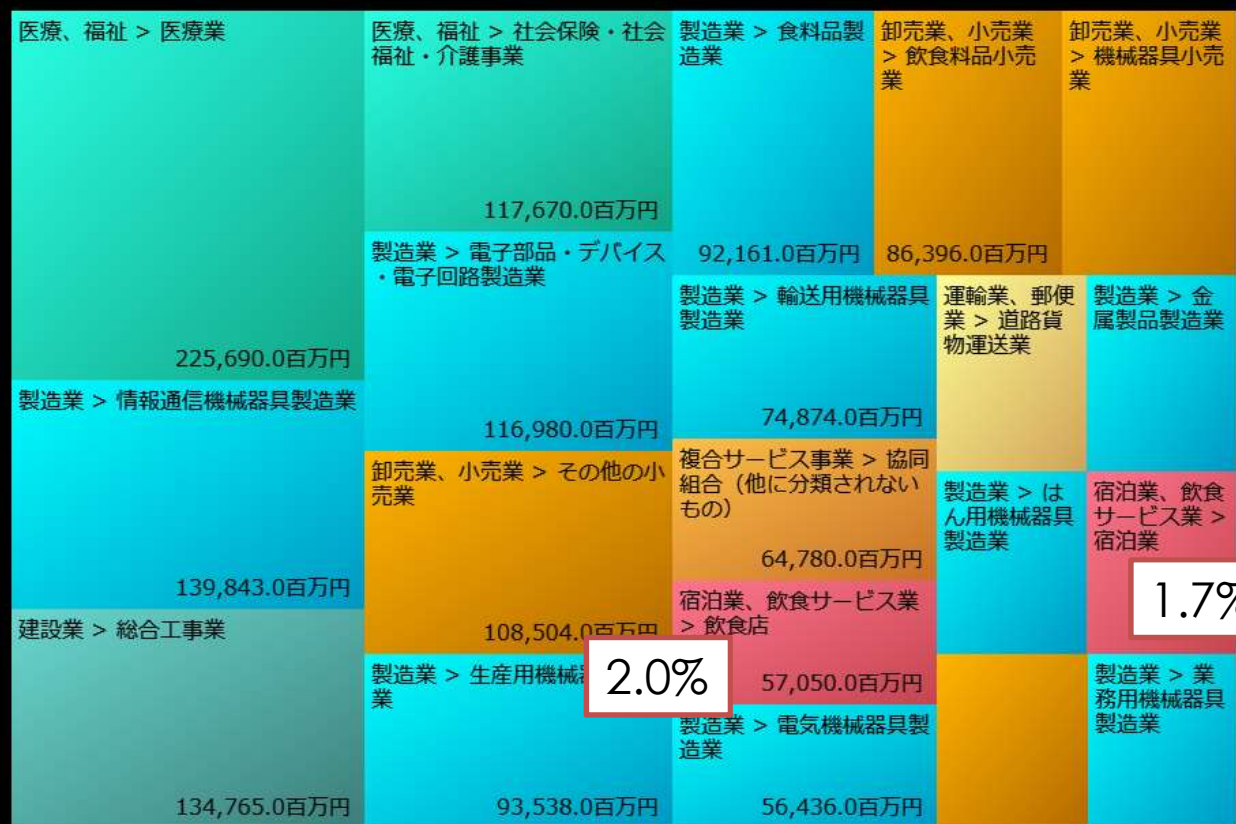 医療、福祉 > 医療業
225,690.0百万円
製造業 > 情報通信機械器具製造業
139,843.0百万円
建設業 > 総合工事業
134,765.0百万円
医療、福祉 > 社会保険・社会
福祉・介護事業
117,670.0百万円
製造業 > 電子部品・デバイス
・電子回路製造業
116,980.0百万円
卸売業、小売業 > その他の小
売業
108,504.0百万円
製造業 > 生産用機械
業
93,538.0百万円
製造業 > 食料品製
造業
92,161.0百万円
卸売業、小売業
> 飲食料品小売
業
86,396.0百万円
卸売業、小売業
> 機械器具小売
業
製造業 > 輸送用機械器具
製造業
74,874.0百万円
複合サービス事業 > 協同
組合（他に分類されない
もの）
64,780.0百万円
宿泊業、飲食サービス業
> 飲食店
2.0%
57,050.0百万円
製造業 > 電気機械器具製
造業
56,436.0百万円
運輸業、郵便
業 > 道路貨
物運送業
製造業 > 金
属製品製造業
製造業 > は
ん用機械器具
製造業
宿泊業、飲食
サービス業 >
宿泊業
1.7%
製造業 > 業
務用機械器具
製造業